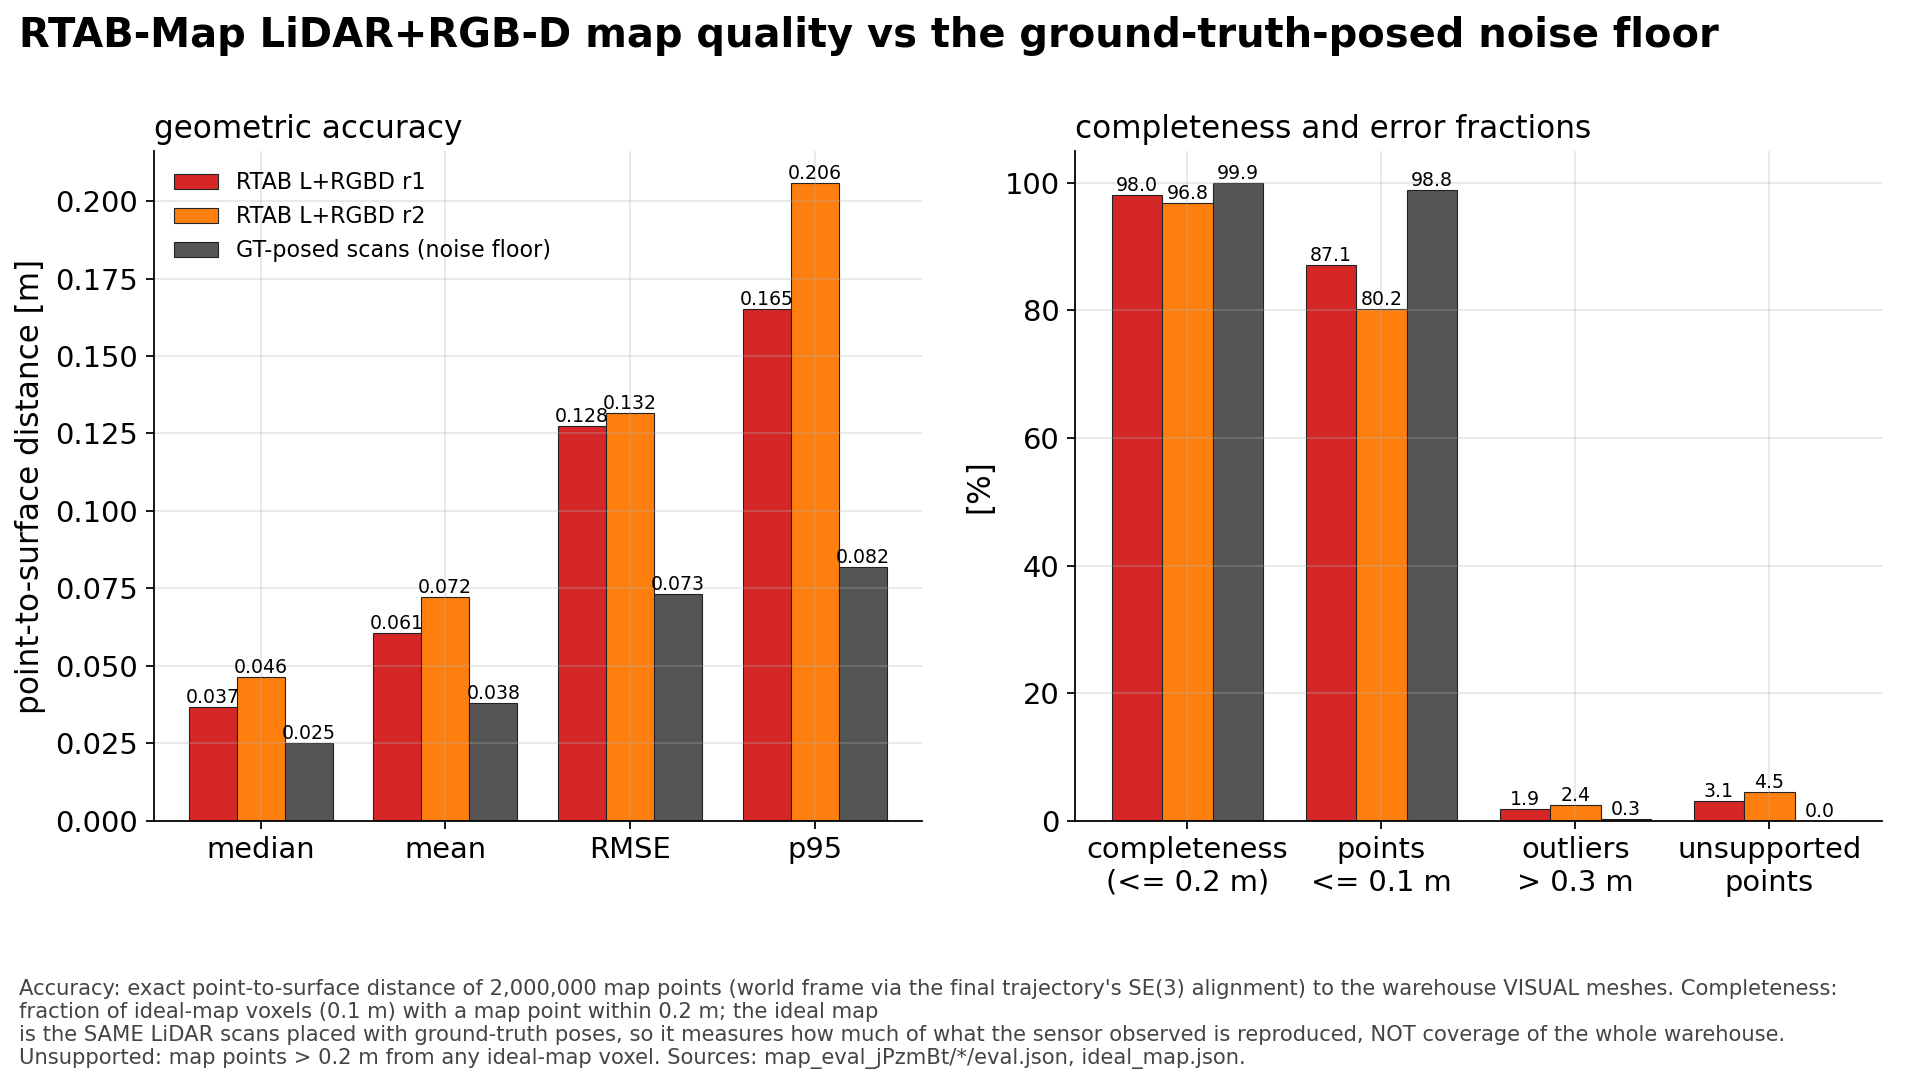 RTAB-Map LiDAR+RGB-D map quality vs the ground-truth-posed noise floor
geometric accuracy
point-to-surface distance [m]
0.200
0.175
0.150
0.125
0.100
0.075
0.050
0.025
0.000
RTAB L+RGBD r1
RTAB L+RGBD r2
GT-posed scans (noise floor)
0.037
0.046
0.025
0.061
0.072
0.038
0.128
0.132
0.073
0.165
0.206
0.082
median
mean
RMSE
p95
completeness and error fractions
[%]
100
80
60
40
20
0
98.0
96.8
99.9
87.1
80.2
98.8
1.9
2.4
0.3
3.1
4.5
0.0
completeness
(<= 0.2 m)
points
<= 0.1 m
outliers
> 0.3 m
unsupported
points
Accuracy: exact point-to-surface distance of 2,000,000 map points (world frame via the final trajectory's SE(3) alignment) to the warehouse VISUAL meshes. Completeness:
fraction of ideal-map voxels (0.1 m) with a map point within 0.2 m; the ideal map
is the SAME LiDAR scans placed with ground-truth poses, so it measures how much of what the sensor observed is reproduced, NOT coverage of the whole warehouse.
Unsupported: map points > 0.2 m from any ideal-map voxel. Sources: map_eval_jPzmBt/*/eval.json, ideal_map.json.